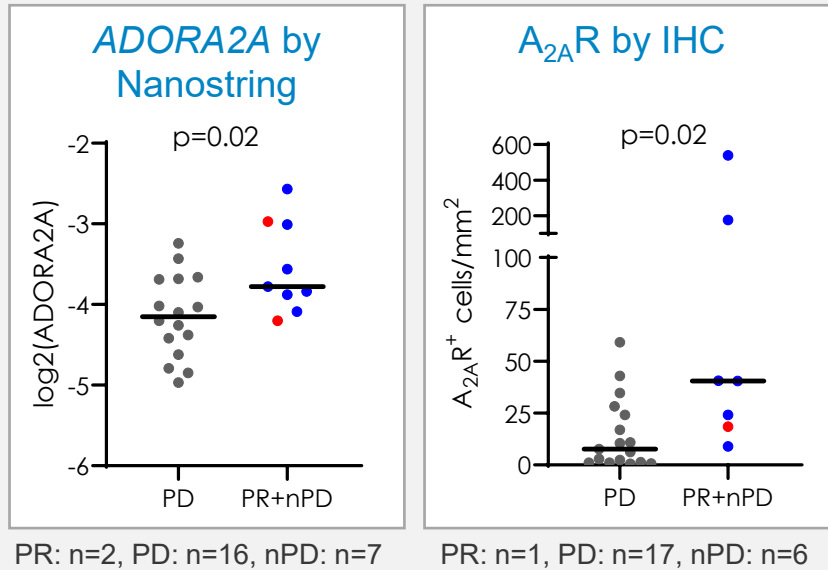 ADORA2A by
Nanostring
p=0.02
-2
-3
-4
-5
-6
log2(ADORA2A)
PD
PR+nPD
PR: n=2, PD: n=16, nPD: n=7
A2AR by IHC
p=0.02
600
400
200
100
75
50
25
0
A2AR+ cells/mm2
PD
PR+nPD
PR: n=1, PD: n=17, nPD: n=6